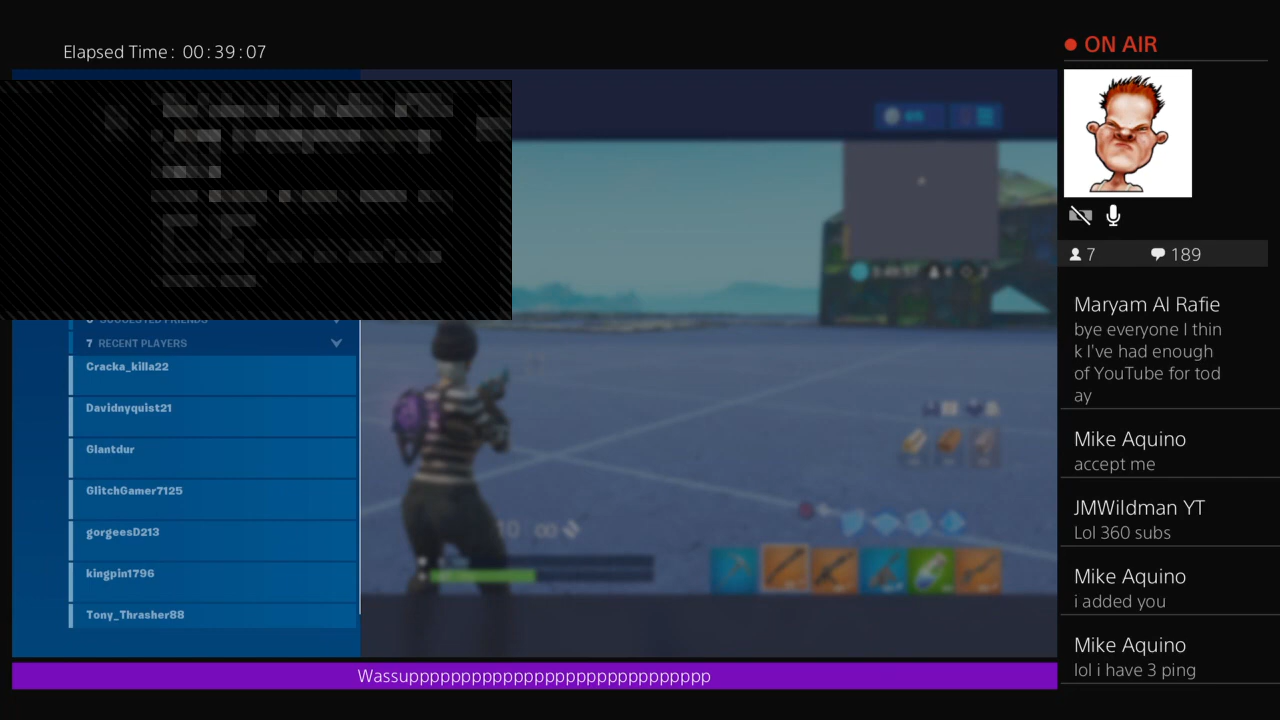 Elapsed Time: 00:39:07
ON AIR
7
189
7 RECENT PLAYERS
Cracka_killa22
Davidnyquist21
Glantdur
GlitchGamer7125
gorgeesD213
kingpin1796
Tony_Thrasher88
Maryam Al Rafie
bye everyone I thin
k I've had enough
of YouTube for tod
ay
Mike Aquino
accept me
JMWildman YT
Lol 360 subs
Mike Aquino
i added you
Mike Aquino
lol i have 3 ping
Wassuppppppppppppppppppppppppppppp